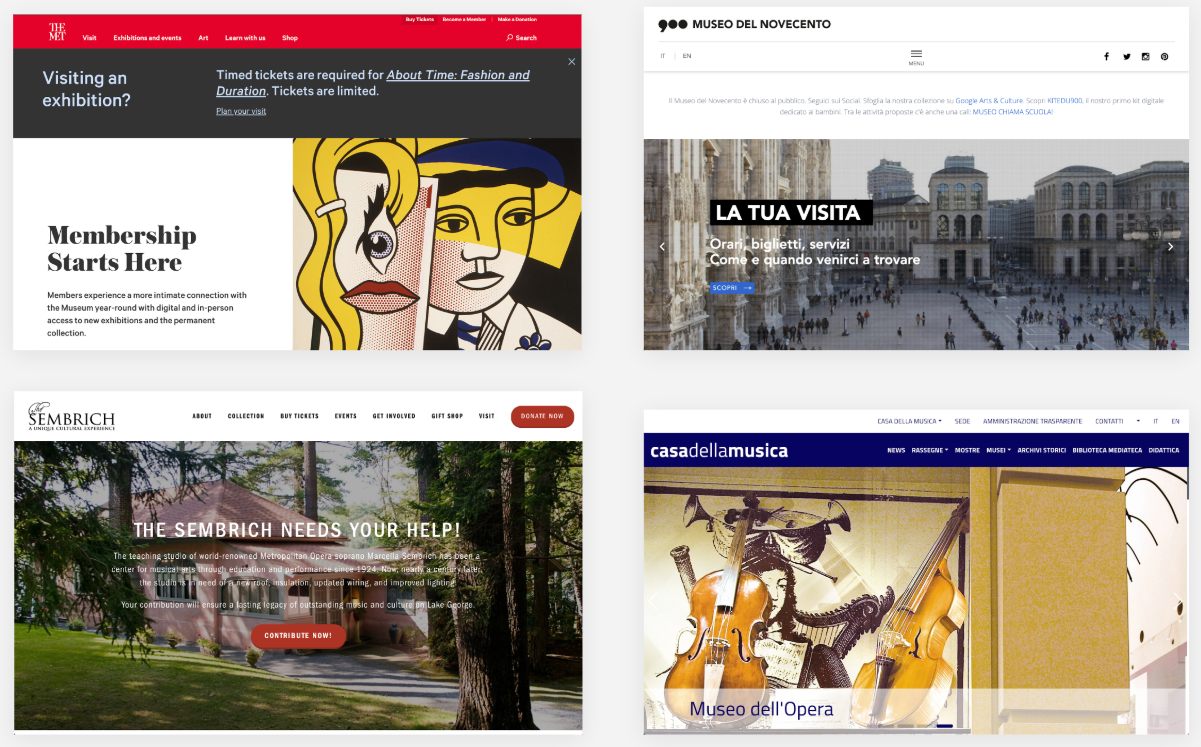 THE
MET
Buy Tickets
Become a Member
Make a Donation
Visit
Exhibitions and events
Art
Learn with us
Shop
Search
Visiting an
exhibition?
Timed tickets are required for About Time: Fashion and
Duration. Tickets are limited.
Plan your visit
Membership
Starts Here
Members experience a more intimate connection with
the Museum year-round with digital and in-person
access to new exhibitions and the permanent
collection.
MUSEO DEL NOVECENTO
IT | EN
MENU
Il Museo del Novecento è chiuso al pubblico. Seguici sui Social. Sfoglia la nostra collezione su Google Arts & Culture. Scopri KITEDU900, il nostro primo kit digitale
dedicato ai bambini. Tra le attività proposte c'è anche una call: MUSEO CHIAMA SCUOLA!
LA TUA VISITA
Orari, biglietti, servizi
Come e quando venirci a trovare
SCOPRI →
The
SEMBRICH
A UNIQUE CULTURAL EXPERIENCE
ABOUT
COLLECTION
BUY TICKETS
EVENTS
GET INVOLVED
GIFT SHOP
VISIT
DONATE NOW
THE SEMBRICH NEEDS YOUR HELP!
The teaching studio of world-renowned Metropolitan Opera soprano Marcella Sembrich has been a
center for musical arts through education and performance since 1924. Now, nearly a century later,
the studio is in need of a new roof, insulation, updated wiring, and improved lighting.
Your contribution will ensure a lasting legacy of outstanding music and culture on Lake George.
CONTRIBUTE NOW!
CASA DELLA MUSICA
SEDE
AMMINISTRAZIONE TRASPARENTE
CONTATTI
IT
EN
casadellamusica
NEWS
RASSEGNE
MOSTRE
MUSEI
ARCHIVI STORICI
BIBLIOTECA MEDIATECA
DIDATTICA
Museo dell'Opera